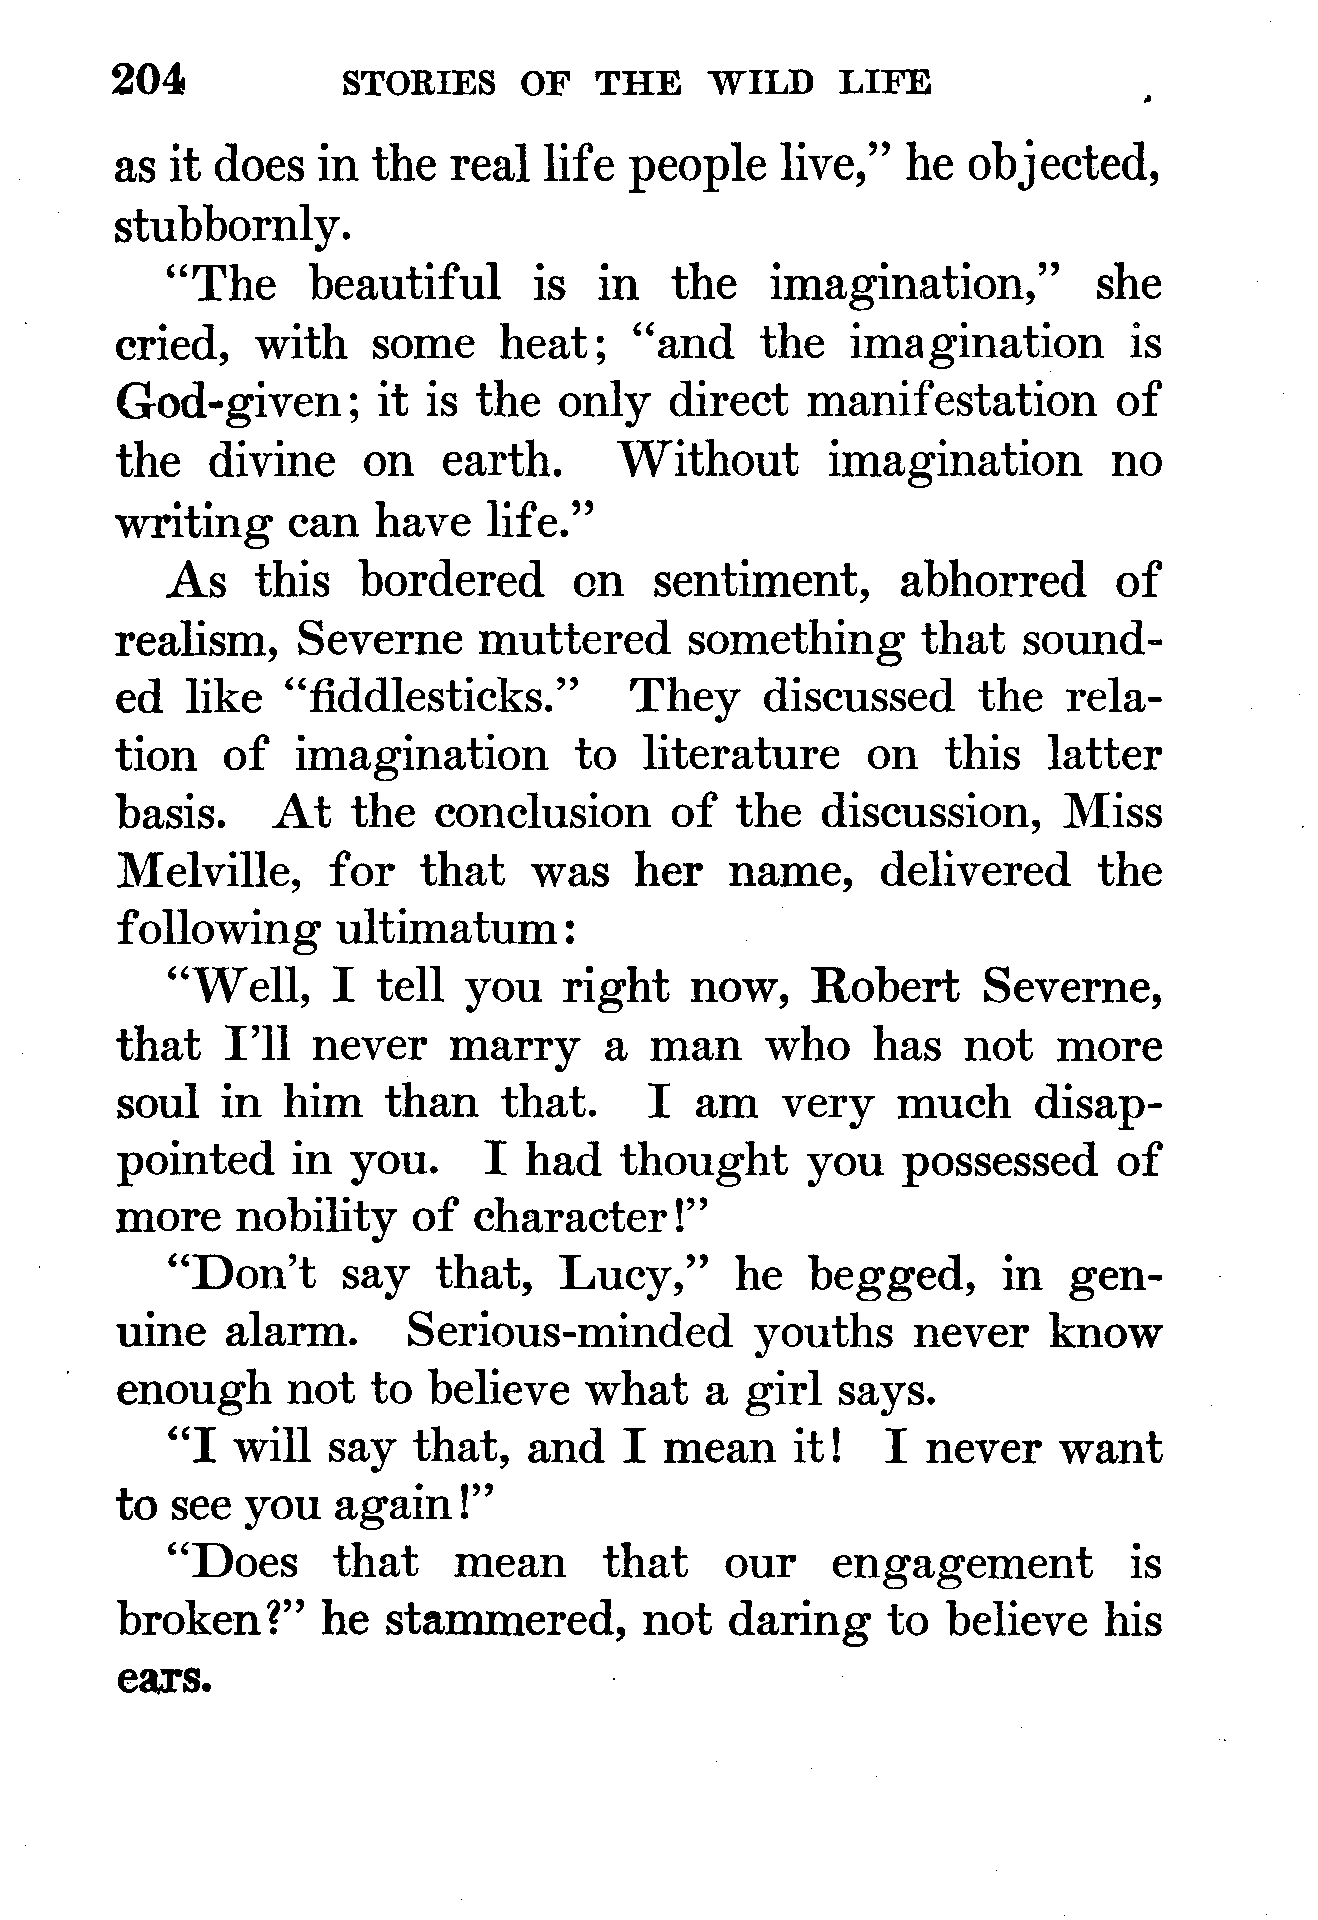 204 STORIES OF THE WILD LIFE
as it does in the real life people live,” he objected,
stubbornly.
“The beautiful is in the imagination,” she
cried, with some heat; “and the imagination is
God-given; it is the only direct manifestation of
the divine on earth. Without imagination no
writing can have life.”
As this bordered on sentiment, abhorred of
realism, Severne muttered something that sound-
ed like “fiddlesticks.” They discussed the rela-
tion of imagination to literature on this latter
basis. At the conclusion of the discussion, Miss
Melville, for that was her name, delivered the
following ultimatum:
“Well, I tell you right now, Robert Severne,
that I’ll never marry a man who has not more
soul in him than that. I am very much disap-
pointed in you. I had thought you possessed of
more nobility of character!”
“Don’t say that, Lucy,” he begged, in gen-
uine alarm. Serious-minded youths never know
enough not to believe what a girl says.
“I will say that, and I mean it! I never want
to see you again!”
“Does that mean that our engagement is
broken?” he stammered, not daring to believe his
ears.